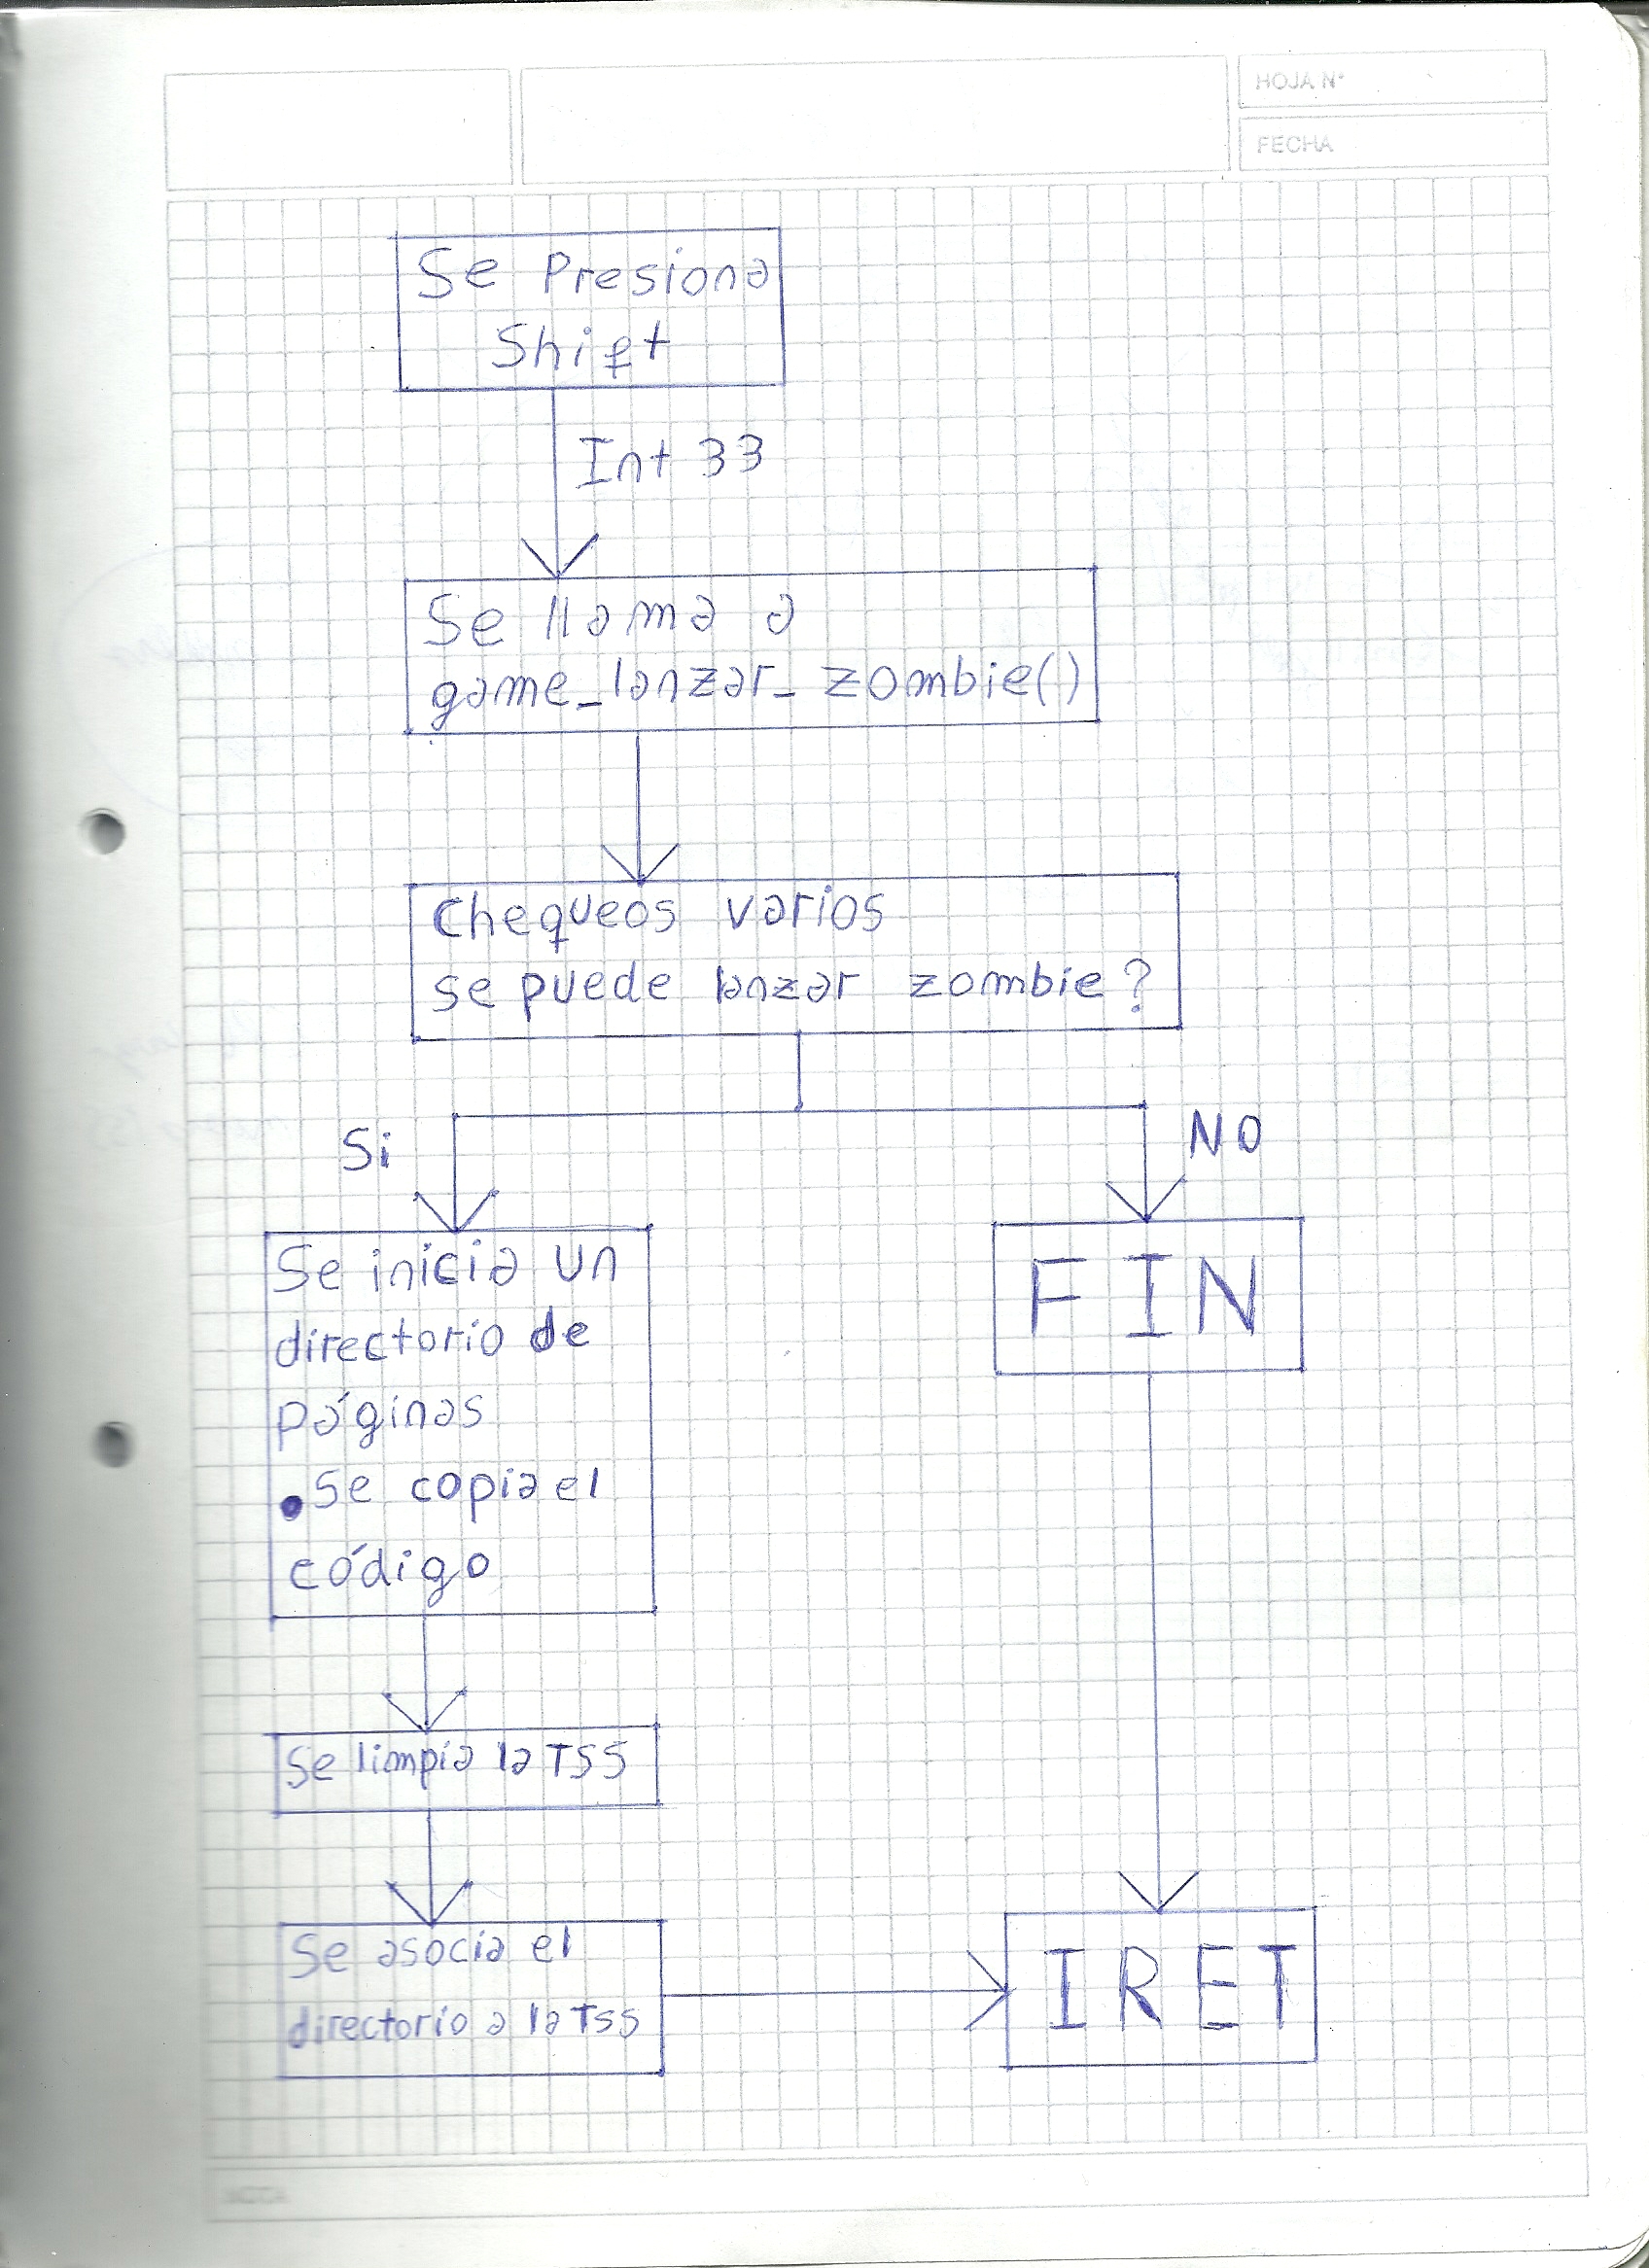 HOJA N°
FECHA
Se Presiona
Shift
Int 33
Se llama a
game_lanzar_zombie()
Chequeos varios
se puede lanzar zombie?
Si
NO
Se inicia un
directorio de
páginas
•Se copia el
código
FIN
Se limpia la TSS
Se asocia el
directorio a la TSS
IRET